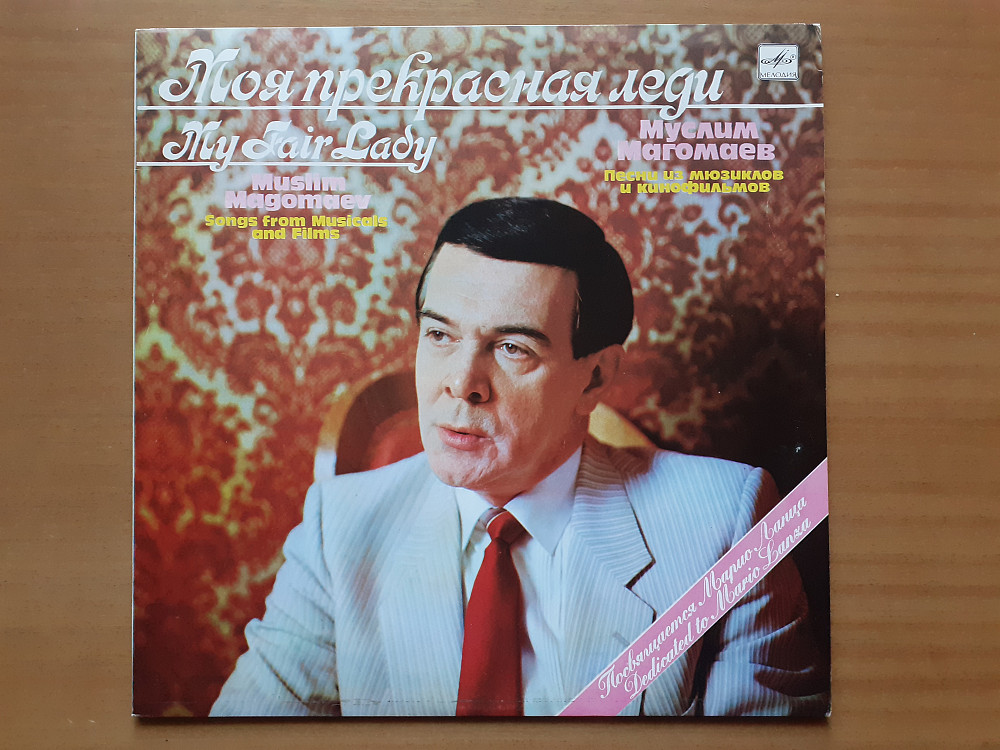 Моя прекрасная леди
My Fair Lady
Muslim
Magomaev
Songs from Musicals
and Films
МЕЛОДИЯ
Муслим
Магомаев
Песни из мюзиклов
и кинофильмов
Посвящается Марио Ланца
Dedicated to Mario Lanza